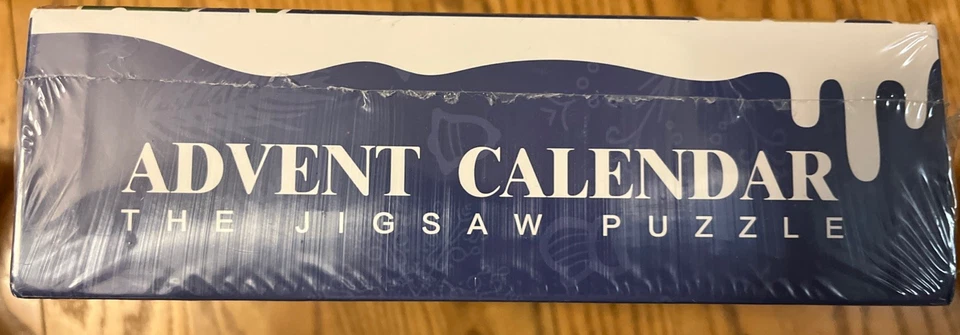 ADVENT CALENDAR
THE JIGSAW PUZZLE